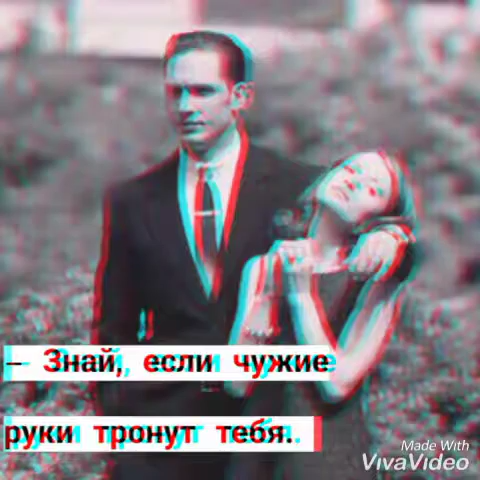 – Знай, если чужие
руки тронут тебя.
Made With
VivaVideo